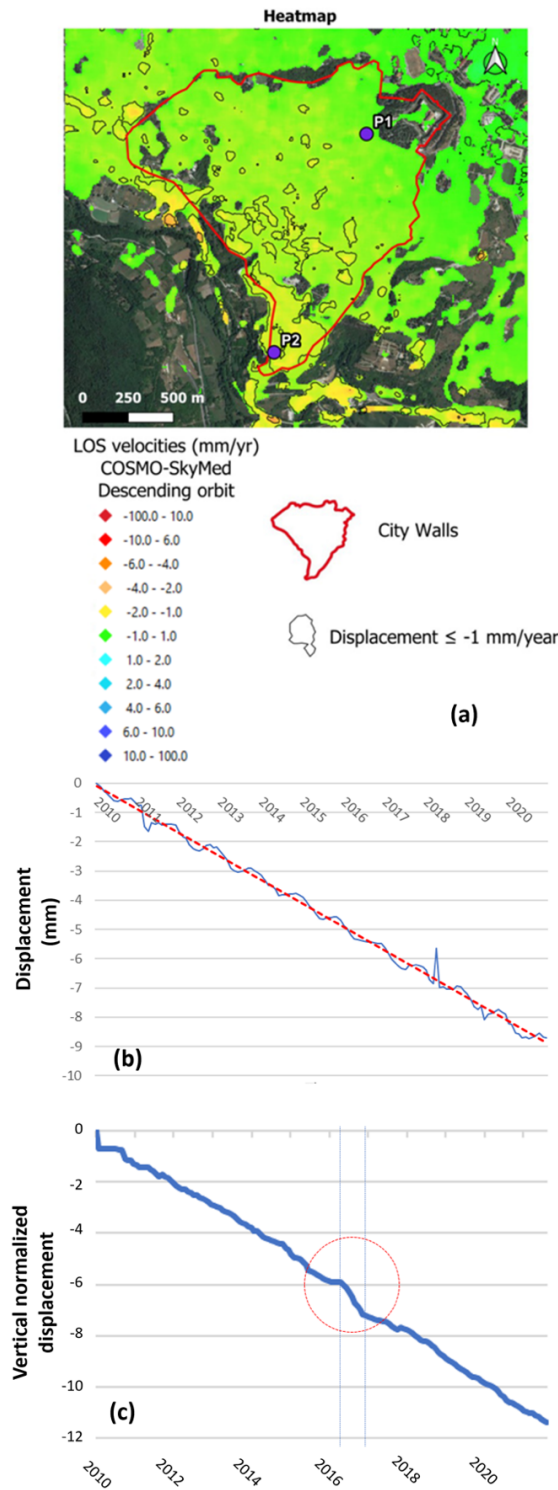 Heatmap
N
P1
P2
0 250 500 m
LOS velocities (mm/yr)
COSMO-SkyMed
Descending orbit
-100.0 - 10.0
-10.0 - 6.0
-6.0 - -4.0
-4.0 - -2.0
-2.0 - -1.0
-1.0 - 1.0
1.0 - 2.0
2.0 - 4.0
4.0 - 6.0
6.0 - 10.0
10.0 - 100.0
City Walls
Displacement ≤ -1 mm/year
(a)
0
-1
-2
-3
-4
-5
-6
-7
-8
-9
-10
2010 2011 2012 2013 2014 2015 2016 2017 2018 2019 2020
Displacement
(mm)
(b)
0
-2
-4
-6
-8
-10
-12
Vertical normalized
displacement
(c)
2010 2012 2014 2016 2018 2020